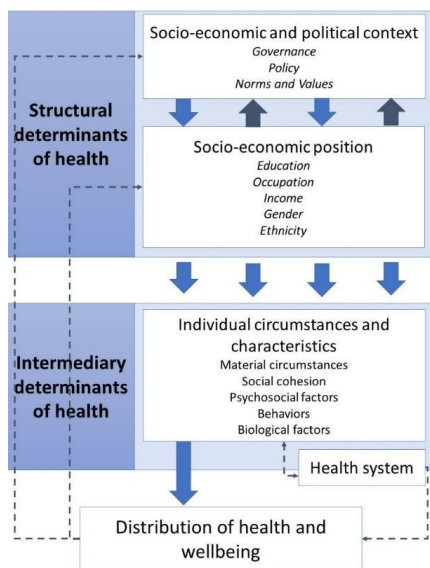 Socio-economic and political context
Governance
Policy
Norms and Values
Structural
determinants
of health
Socio-economic position
Education
Occupation
Income
Gender
Ethnicity
Individual circumstances and
characteristics
Material circumstances
Social cohesion
Psychosocial factors
Behaviors
Biological factors
Intermediary
determinants
of health
Health system
Distribution of health and
wellbeing